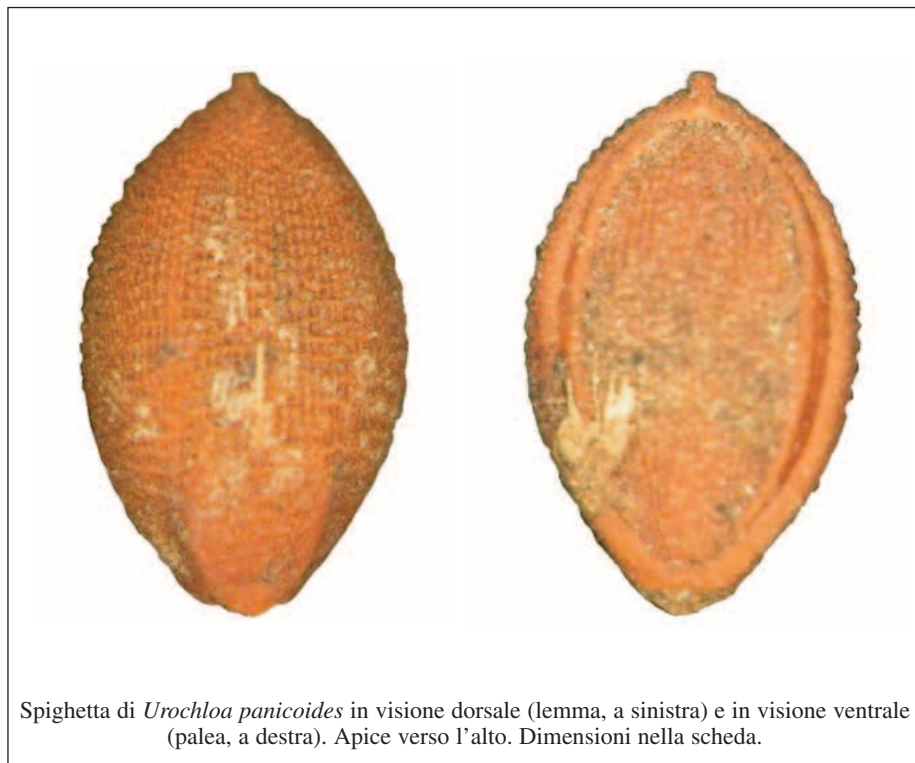 Spighetta di Urochloa panicoides in visione dorsale (lemma, a sinistra) e in visione ventrale
(palea, a destra). Apice verso l'alto. Dimensioni nella scheda.